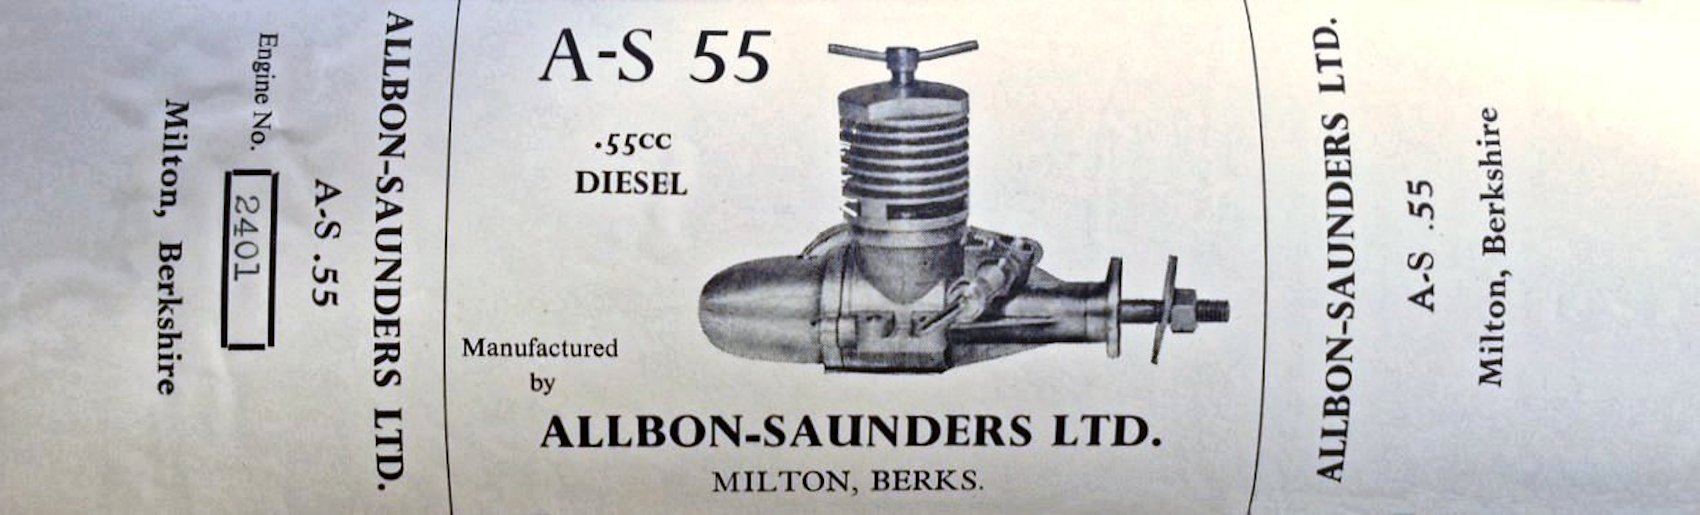 ALLBON-SAUNDERS LTD.
A-S .55
Engine No. 2401
Milton, Berkshire
A-S 55
.55cc
DIESEL
Manufactured
by
ALLBON-SAUNDERS LTD.
MILTON, BERKS.
ALLBON-SAUNDERS LTD.
A-S .55
Milton, Berkshire